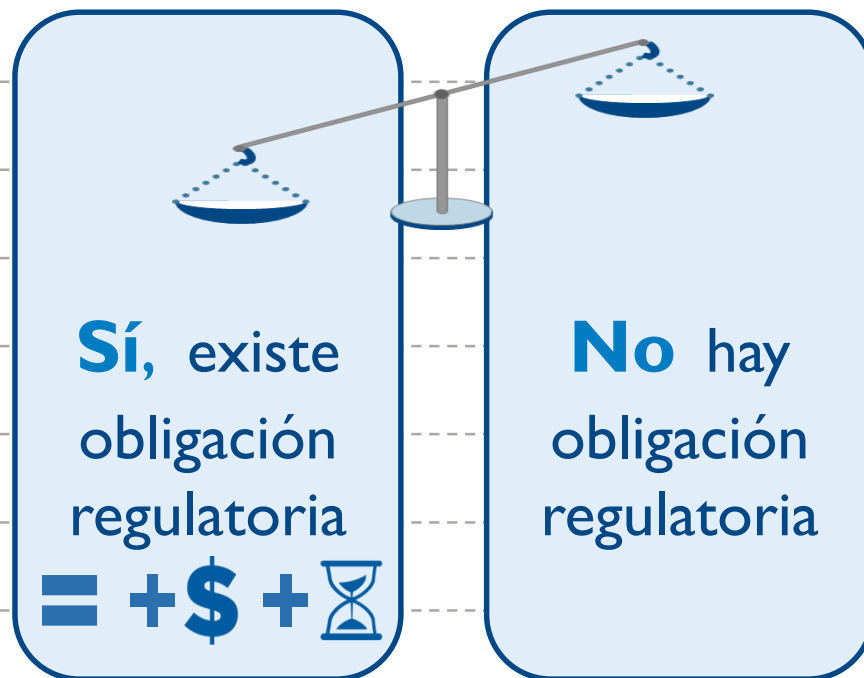 Sí, existe
obligación
regulatoria
= +$ +
No hay
obligación
regulatoria